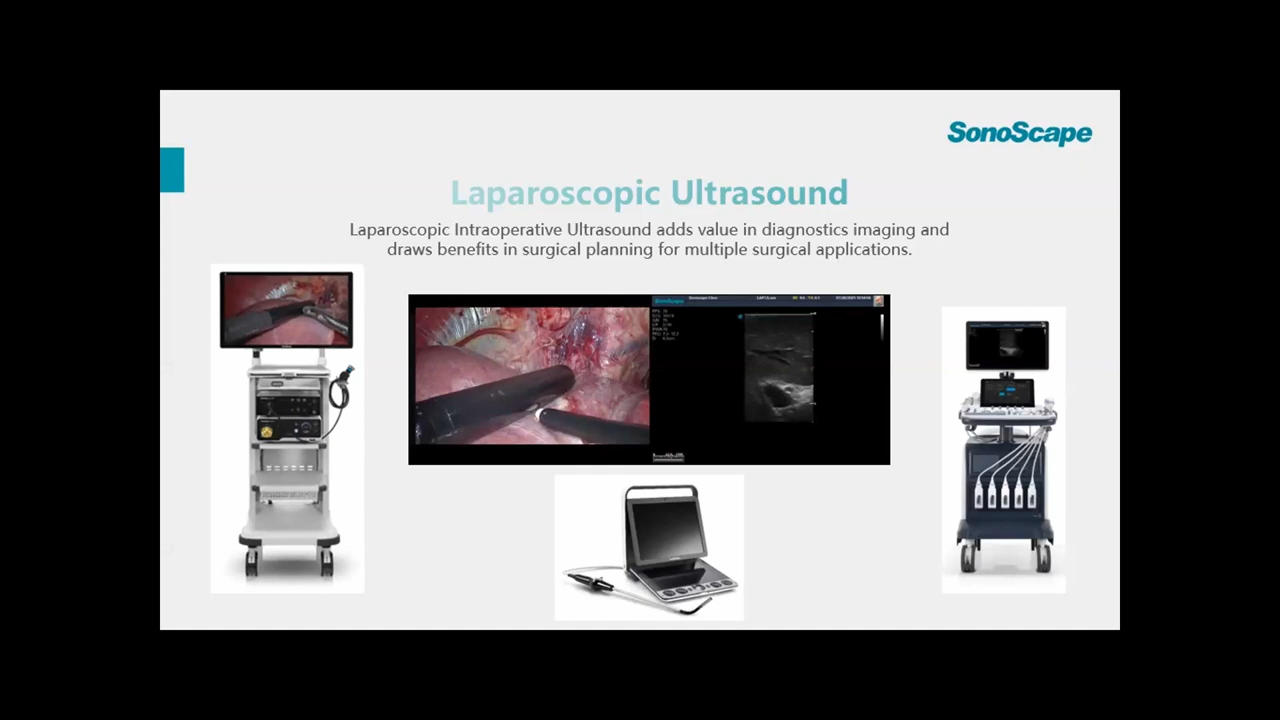 SonoScape
Laparoscopic Ultrasound
Laparoscopic Intraoperative Ultrasound adds value in diagnostics imaging and
draws benefits in surgical planning for multiple surgical applications.
SonoScape